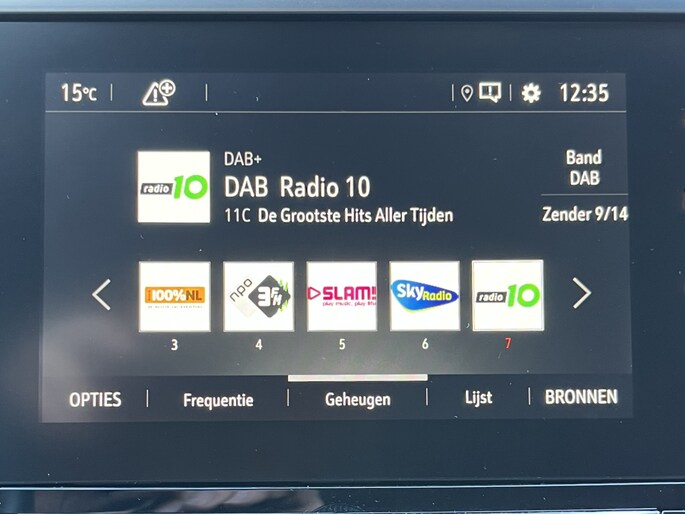 15°C
12:35
radio 10
DAB+
DAB Radio 10
11C De Grootste Hits Aller Tijden
Band
DAB
Zender 9/14
100%NL
npo 3FM
SLAM!
Sky Radio
radio 10
3
4
5
6
7
OPTIES
Frequentie
Geheugen
Lijst
BRONNEN